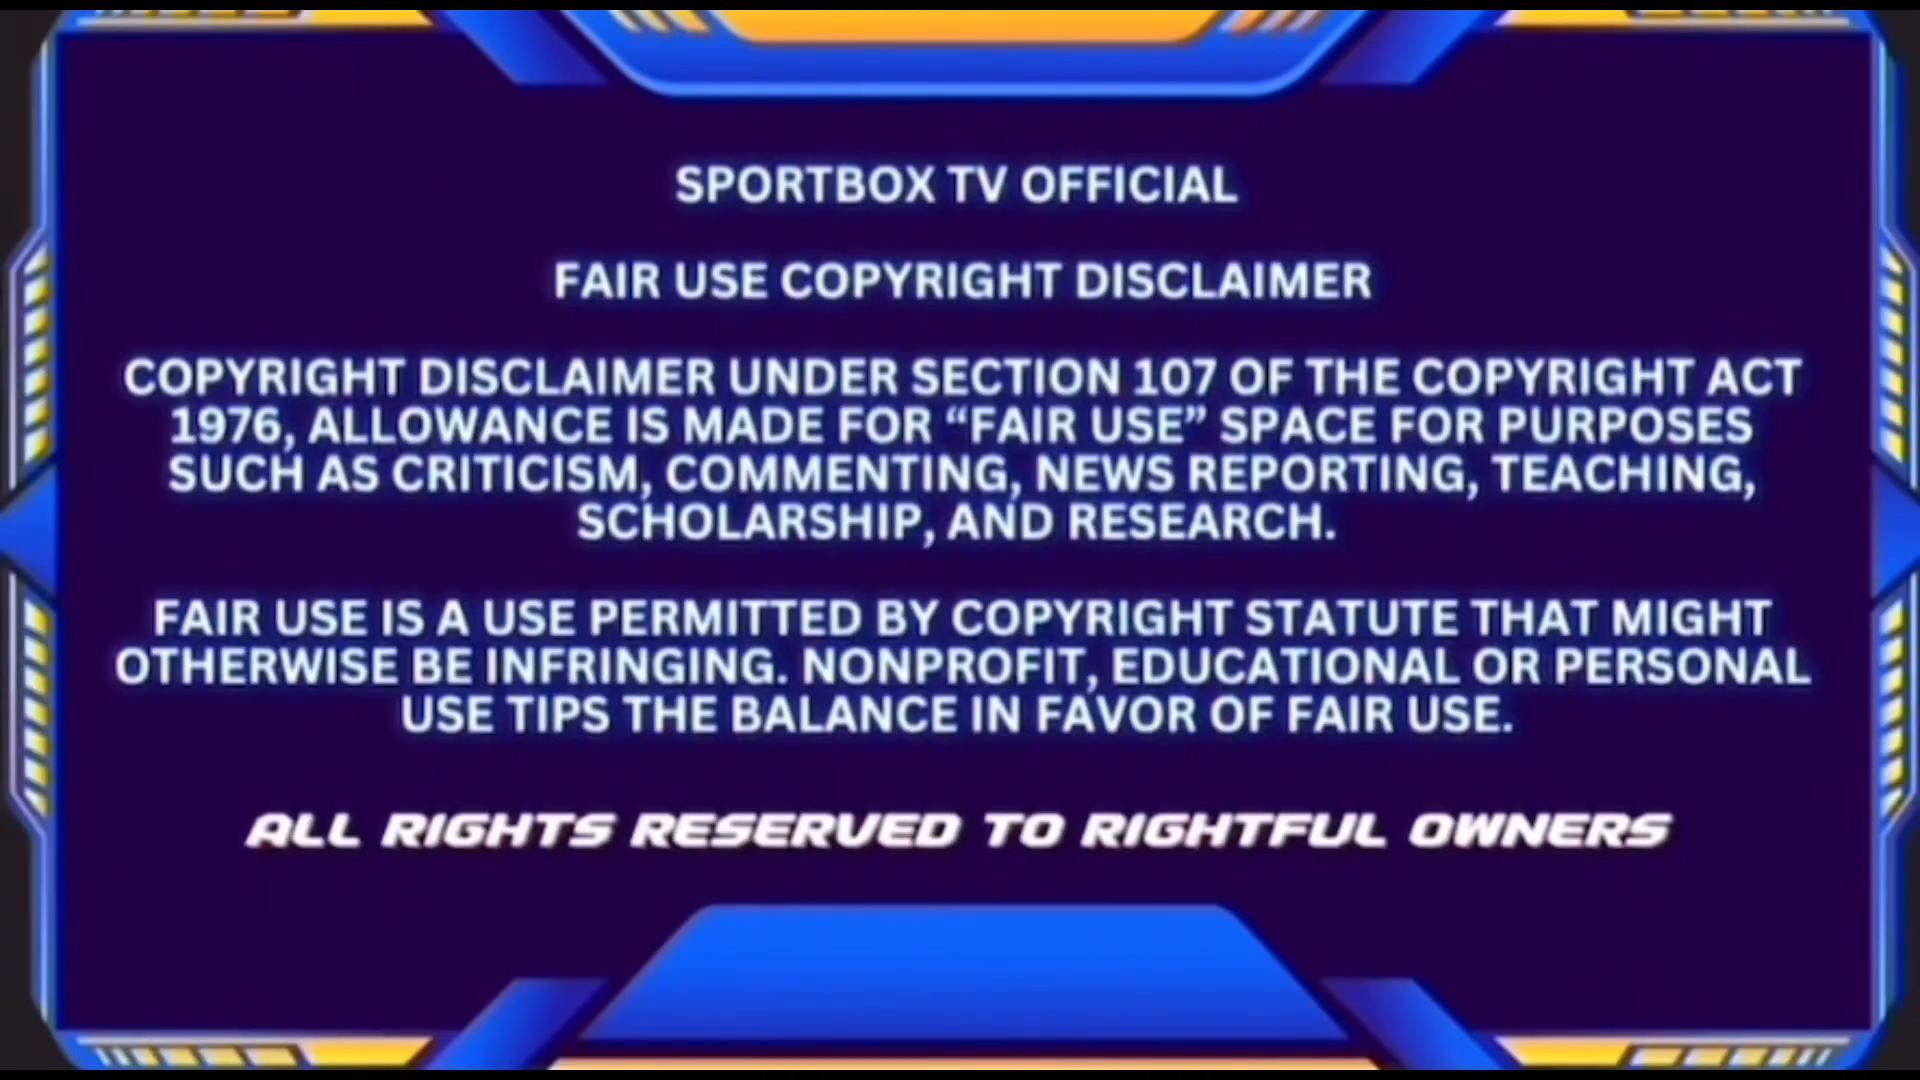 SPORTBOX TV OFFICIAL
FAIR USE COPYRIGHT DISCLAIMER
COPYRIGHT DISCLAIMER UNDER SECTION 107 OF THE COPYRIGHT ACT
1976, ALLOWANCE IS MADE FOR “FAIR USE” SPACE FOR PURPOSES
SUCH AS CRITICISM, COMMENTING, NEWS REPORTING, TEACHING,
SCHOLARSHIP, AND RESEARCH.
FAIR USE IS A USE PERMITTED BY COPYRIGHT STATUTE THAT MIGHT
OTHERWISE BE INFRINGING. NONPROFIT, EDUCATIONAL OR PERSONAL
USE TIPS THE BALANCE IN FAVOR OF FAIR USE.
ALL RIGHTS RESERVED TO RIGHTFUL OWNERS